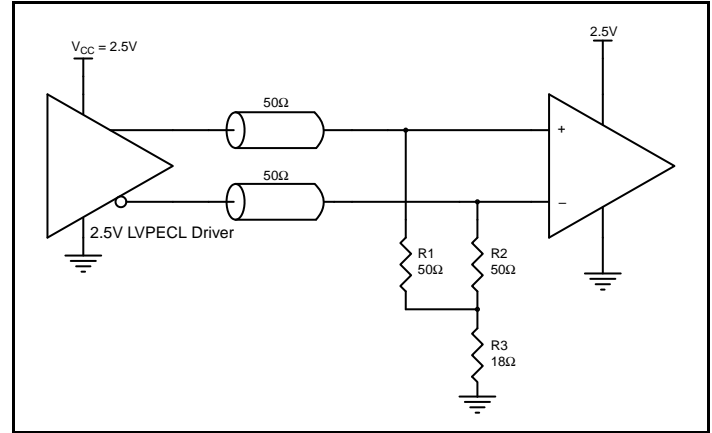 V_CC = 2.5V
2.5V
50Ω
+
50Ω
–
2.5V LVPECL Driver
R1
50Ω
R2
50Ω
R3
18Ω